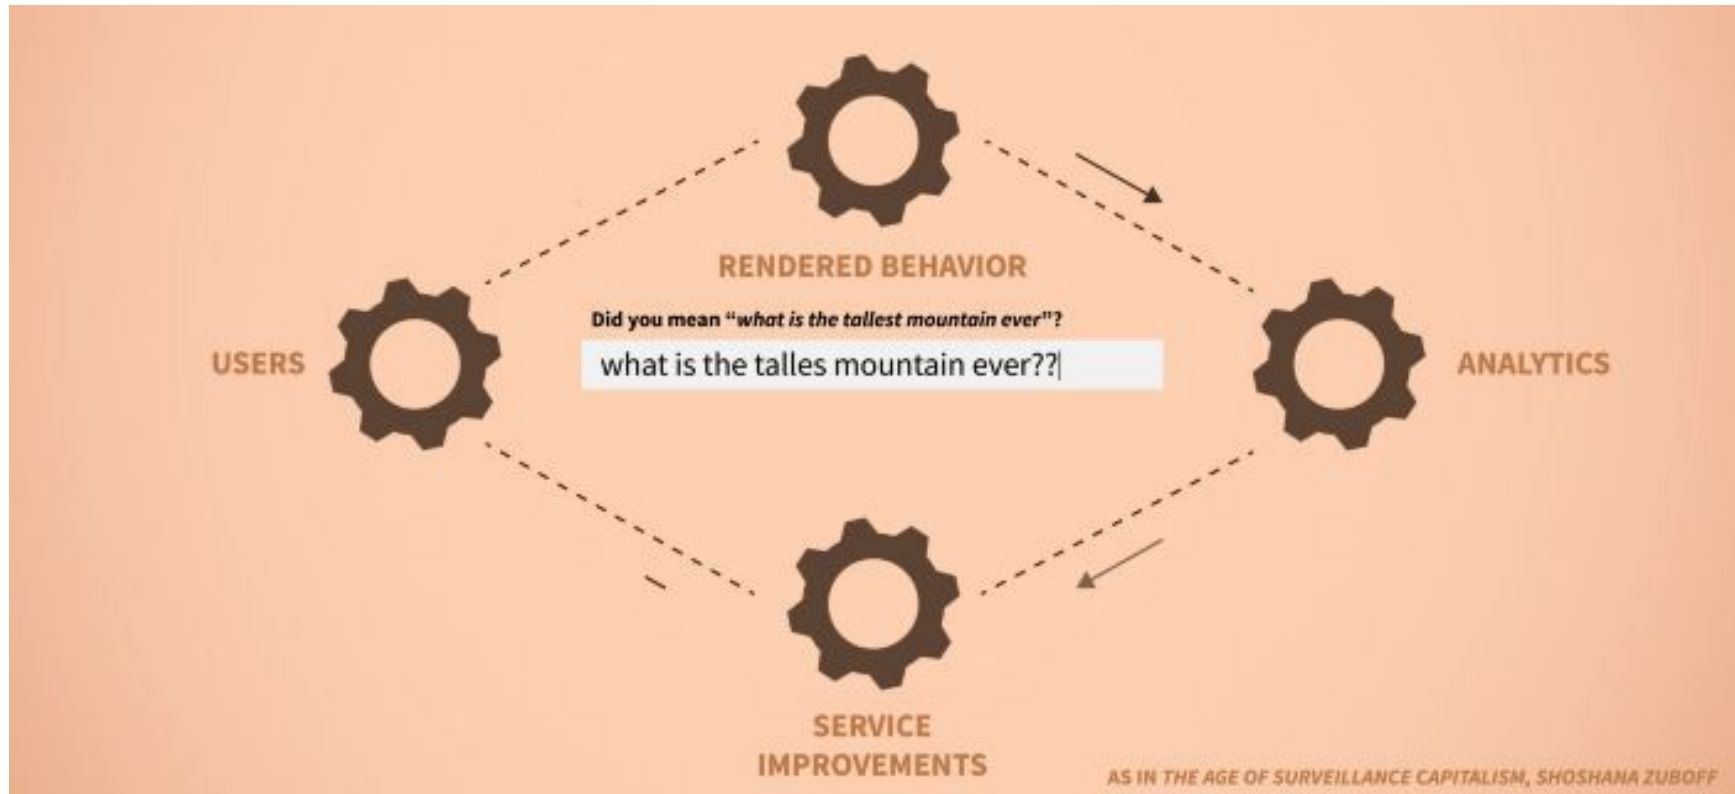 RENDERED BEHAVIOR
Did you mean “what is the tallest mountain ever”?
USERS
what is the talles mountain ever??
ANALYTICS
SERVICE
IMPROVEMENTS
AS IN THE AGE OF SURVEILLANCE CAPITALISM, SHOSHANA ZUBOFF